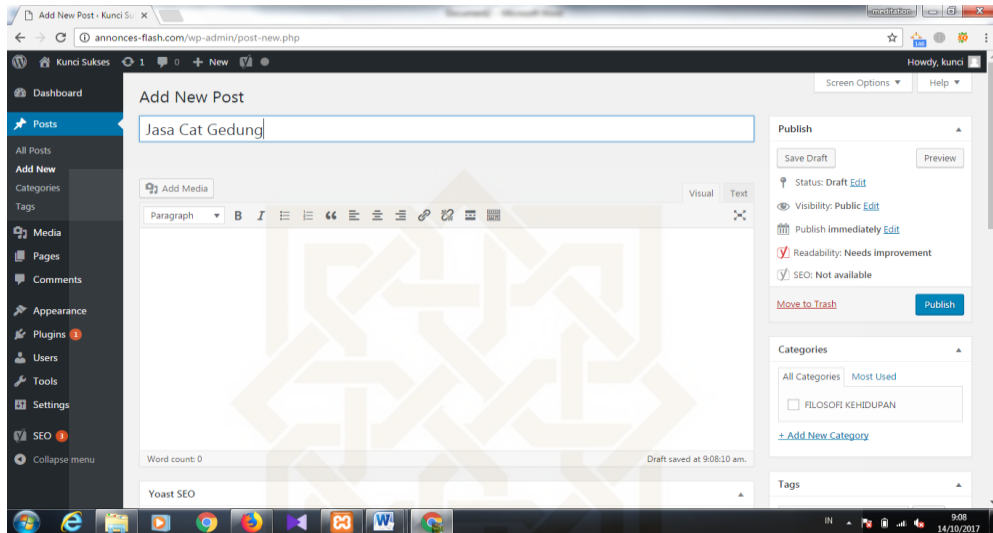 Add New Post ‹ Kunci Su
meditation
annonces-flash.com/wp-admin/post-new.php
148
Kunci Sukses 1 0 + New
Howdy, kunci
Screen Options Help
Dashboard
Posts
All Posts
Add New
Categories
Tags
Media
Pages
Comments
Appearance
Plugins 1
Users
Tools
Settings
SEO 3
Collapse menu
Add New Post
Jasa Cat Gedung
Add Media
Visual Text
Paragraph B I
Word count: 0
Draft saved at 9:08:10 am.
Yoast SEO
Publish
Save Draft Preview
Status: Draft Edit
Visibility: Public Edit
Publish immediately Edit
Readability: Needs improvement
SEO: Not available
Move to Trash Publish
Categories
All Categories Most Used
FILOSOFI KEHIDUPAN
+ Add New Category
Tags
IN
9:08
14/10/2017